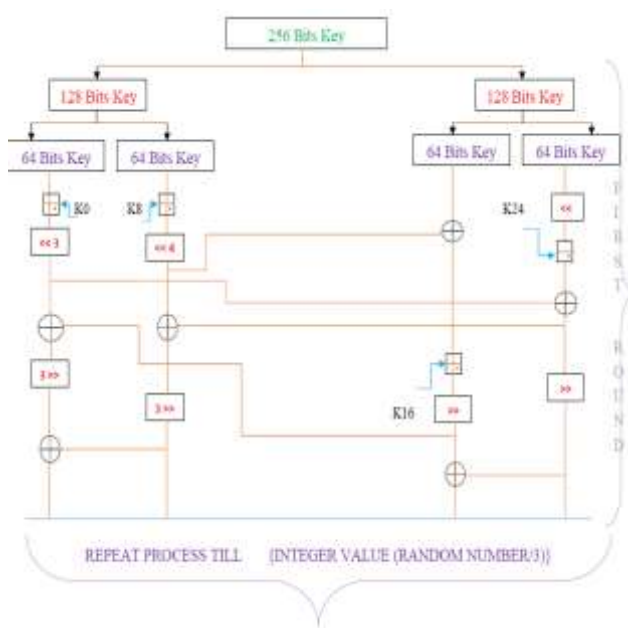 256 Bits Key
128 Bits Key
128 Bits Key
64 Bits Key
64 Bits Key
64 Bits Key
64 Bits Key
K0
K8
K24
<<
<< 3
<< 4
3 >>
3 >>
>>
K16
>>
FIRST
ROUND
REPEAT PROCESS TILL {INTEGER VALUE (RANDOM NUMBER/3)}